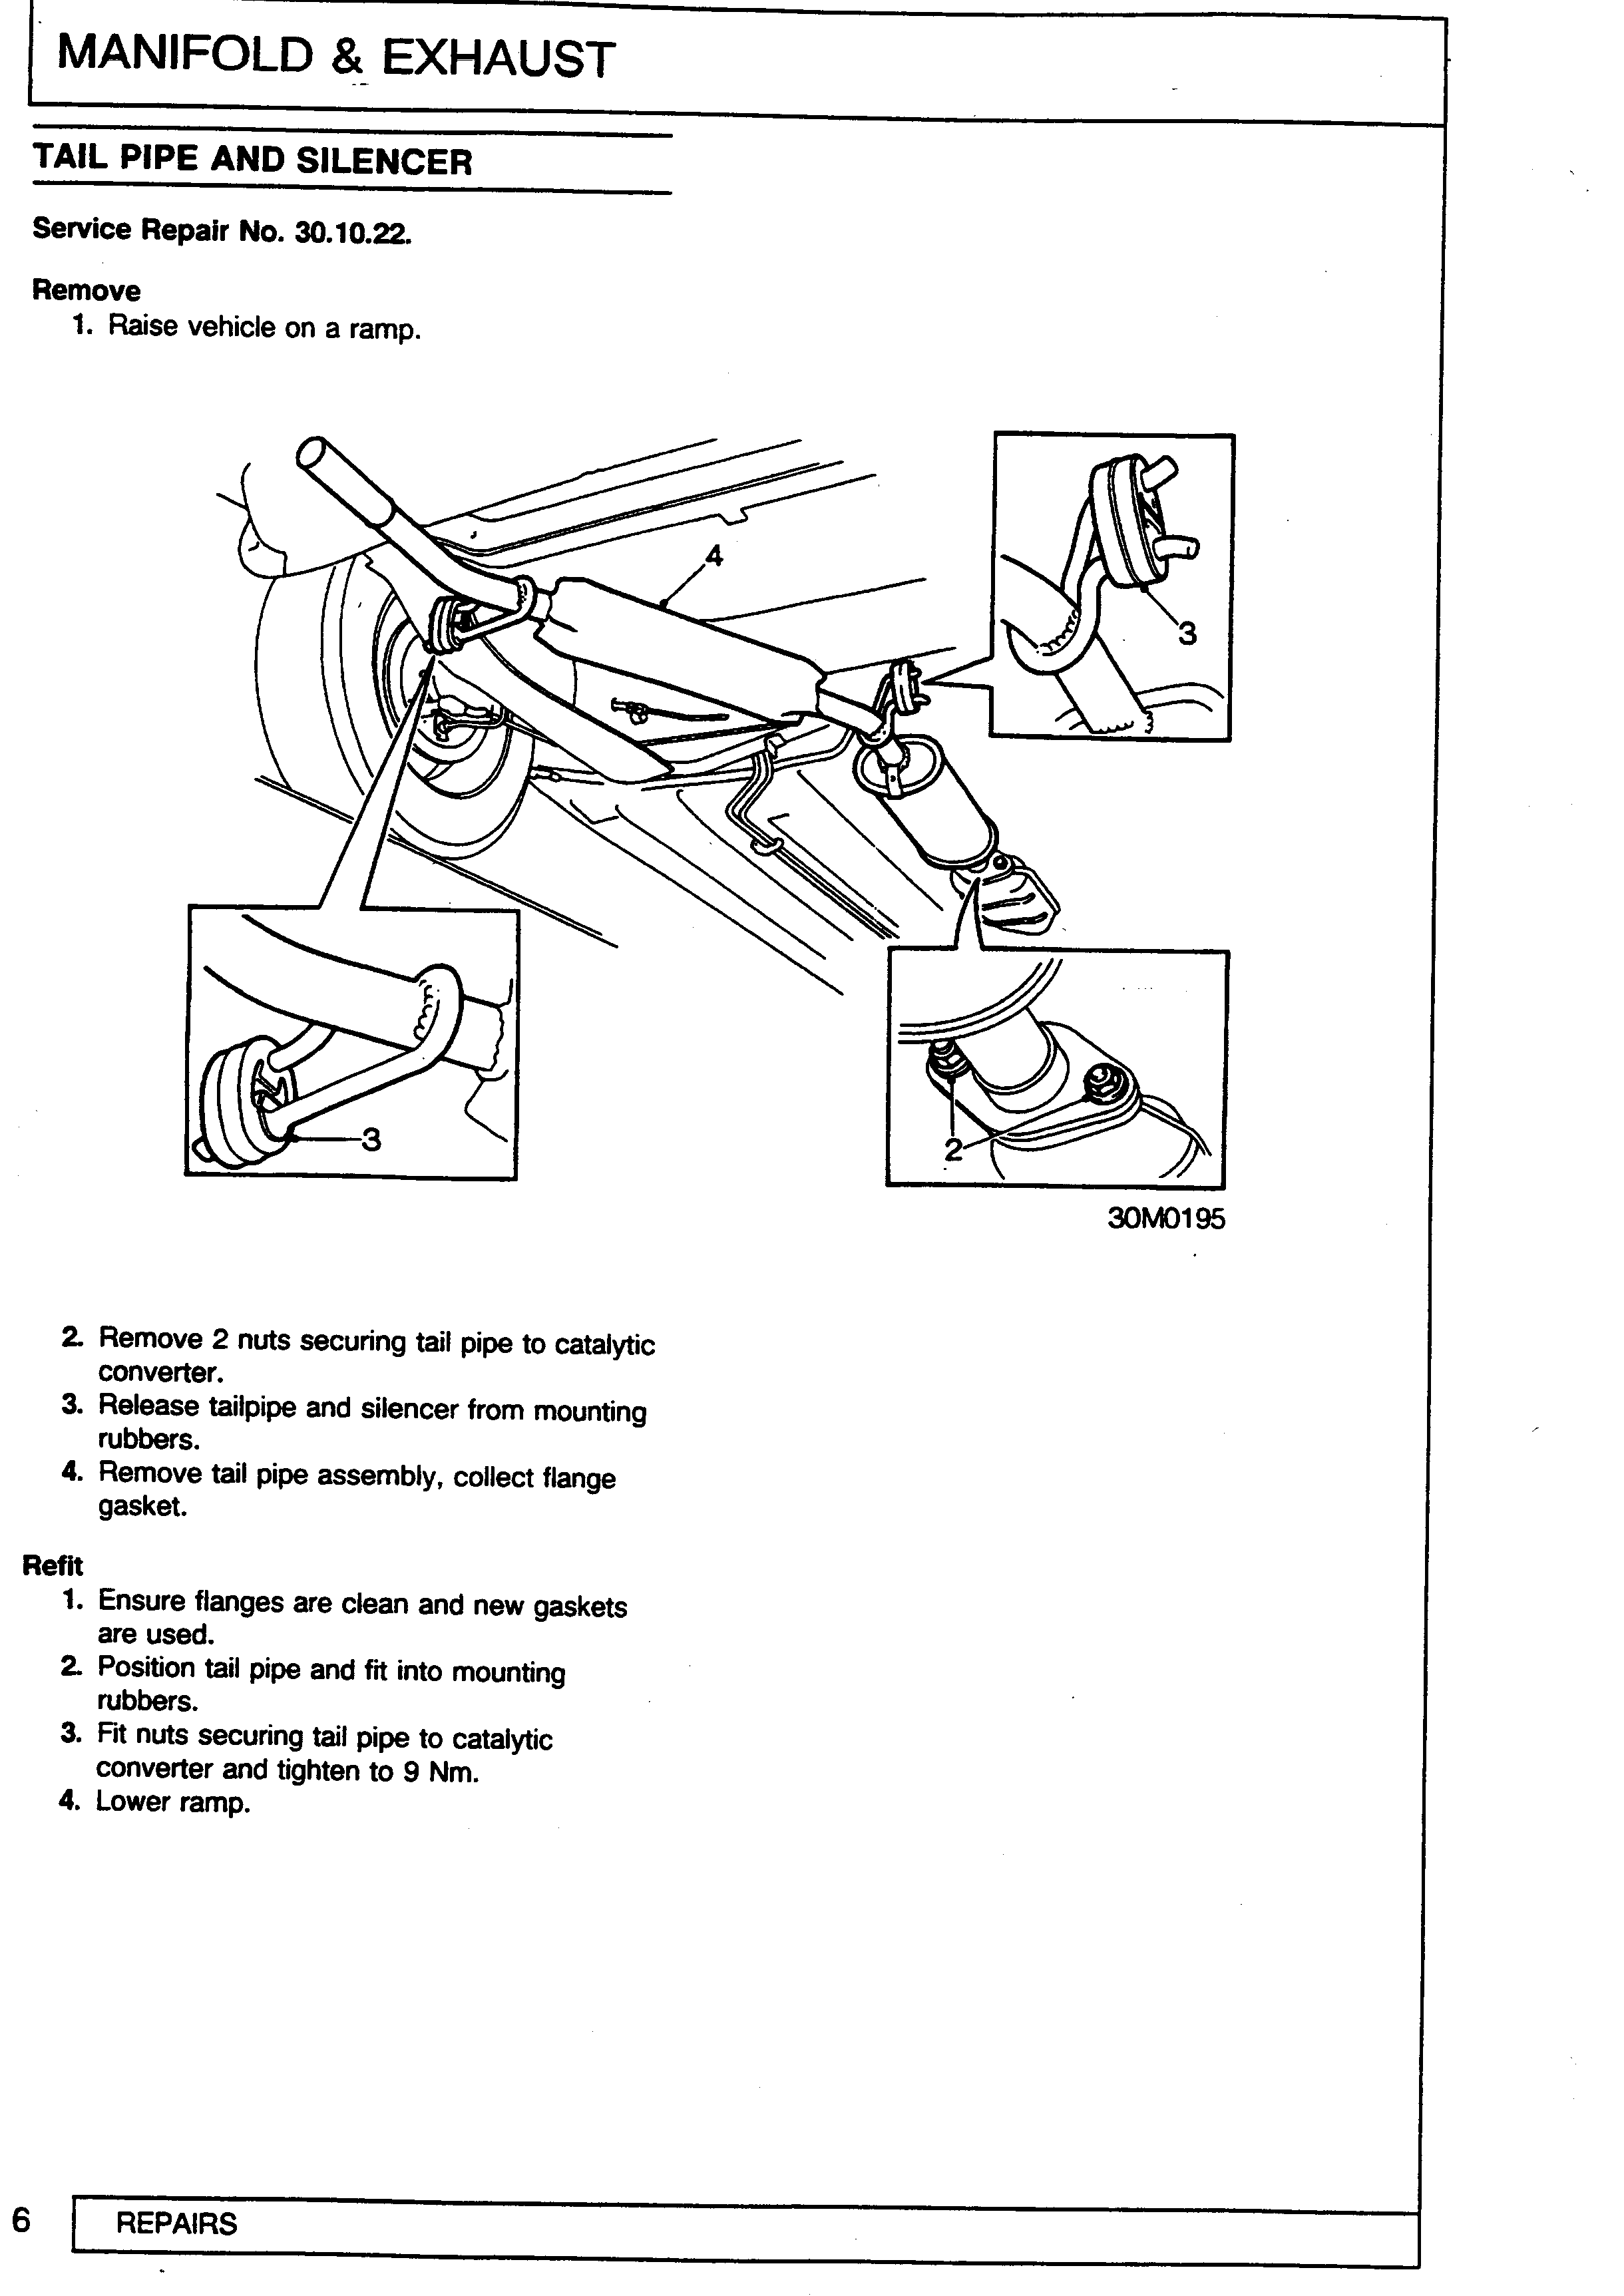 MANIFOLD & EXHAUST
TAIL PIPE AND SILENCER
Service Repair No. 30.10.22.
Remove
1. Raise vehicle on a ramp.
4
3
3
2
30M0195
2. Remove 2 nuts securing tail pipe to catalytic
converter.
3. Release tailpipe and silencer from mounting
rubbers.
4. Remove tail pipe assembly, collect flange
gasket.
Refit
1. Ensure flanges are clean and new gaskets
are used.
2. Position tail pipe and fit into mounting
rubbers.
3. Fit nuts securing tail pipe to catalytic
converter and tighten to 9 Nm.
4. Lower ramp.
6
REPAIRS